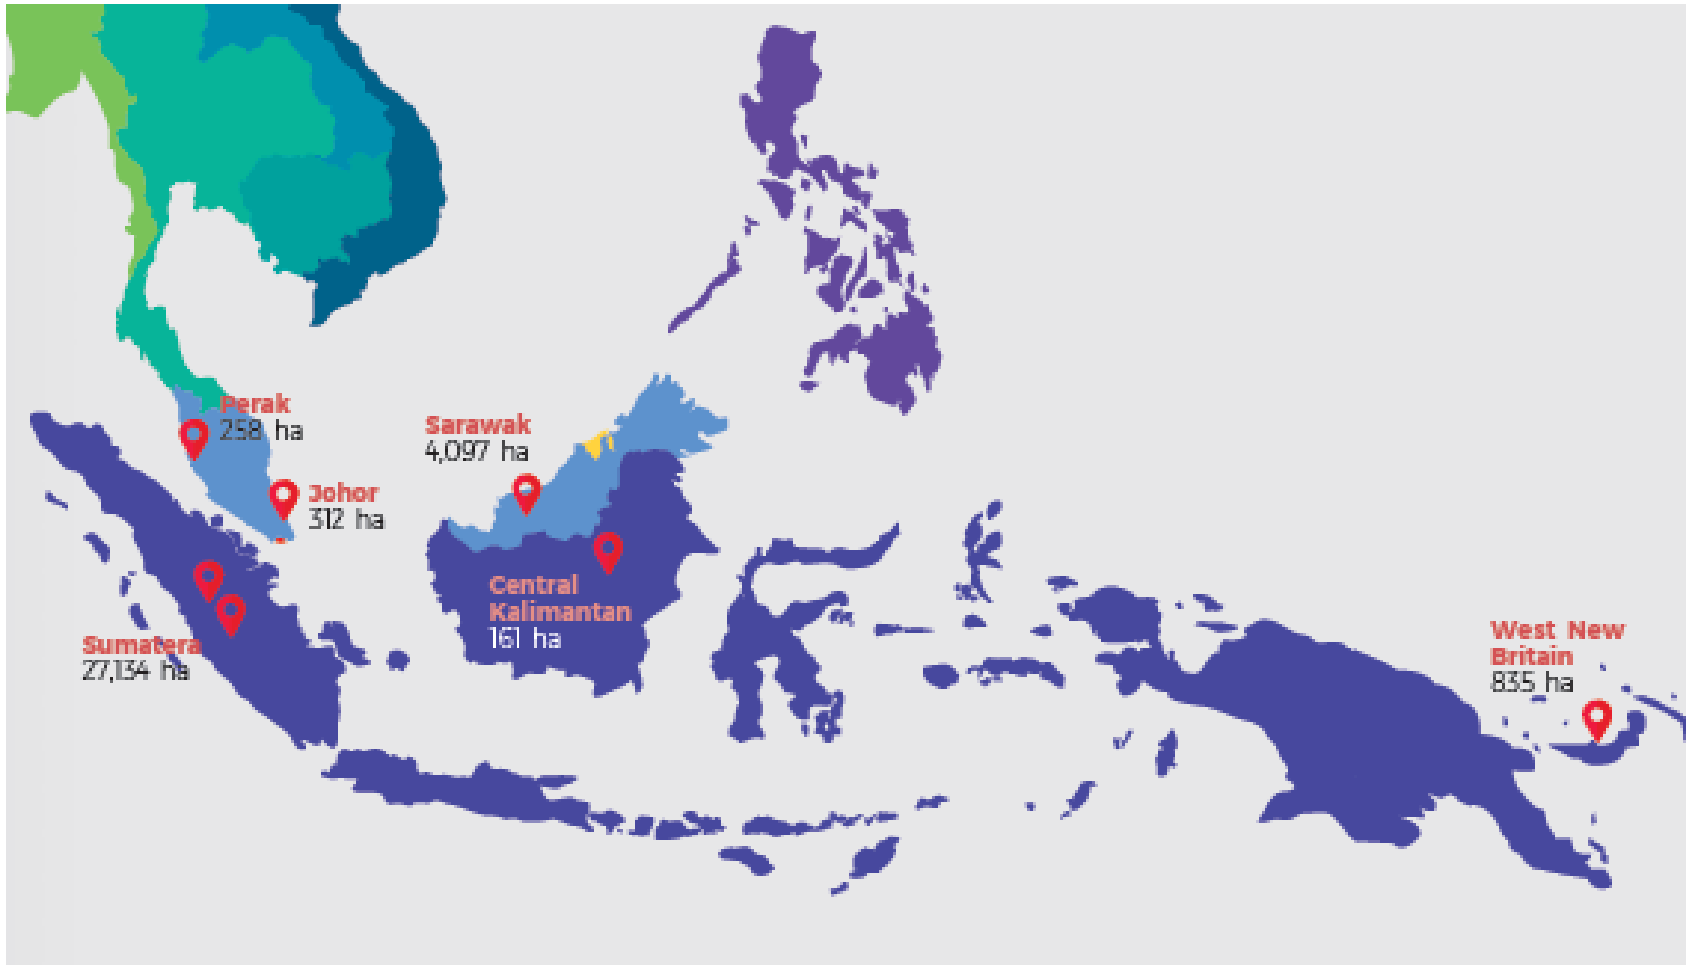 Perak
258 ha
Sarawak
4,097 ha
Johor
312 ha
Central
Kalimantan
161 ha
Sumatera
27,134 ha
West New
Britain
835 ha